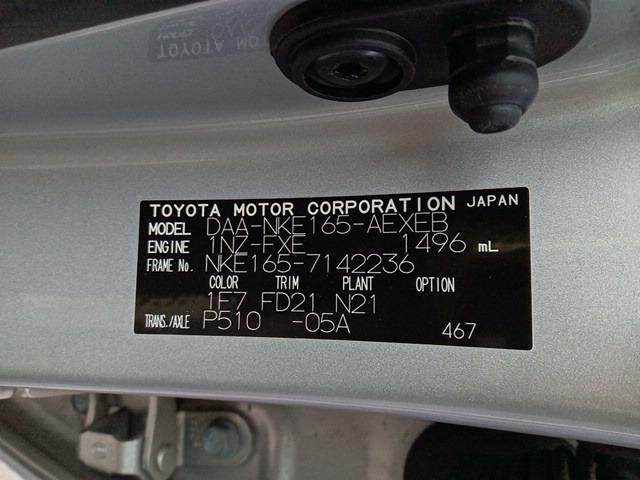 TOYOTA MOTOR CORPORATION JAPAN
MODEL DAA-NKE165-AEXEB
ENGINE 1NZ-FXE 1496 mL
FRAME No. NKE165-7142236
COLOR TRIM PLANT OPTION
1F7 FD21 N21
TRANS./AXLE P510 -05A 467